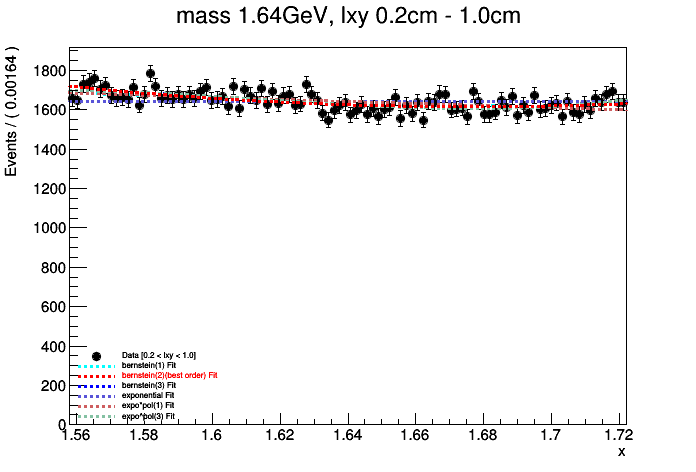 mass 1.64GeV, lxy 0.2cm - 1.0cm
Events / ( 0.00164 )
1800
1600
1400
1200
1000
800
600
400
200
0
Data [0.2 < lxy < 1.0]
bernstein(1) Fit
bernstein(2)(best order) Fit
bernstein(3) Fit
exponential Fit
expo*pol(1) Fit
expo*pol(3) Fit
1.56 1.58 1.6 1.62 1.64 1.66 1.68 1.7 1.72
x